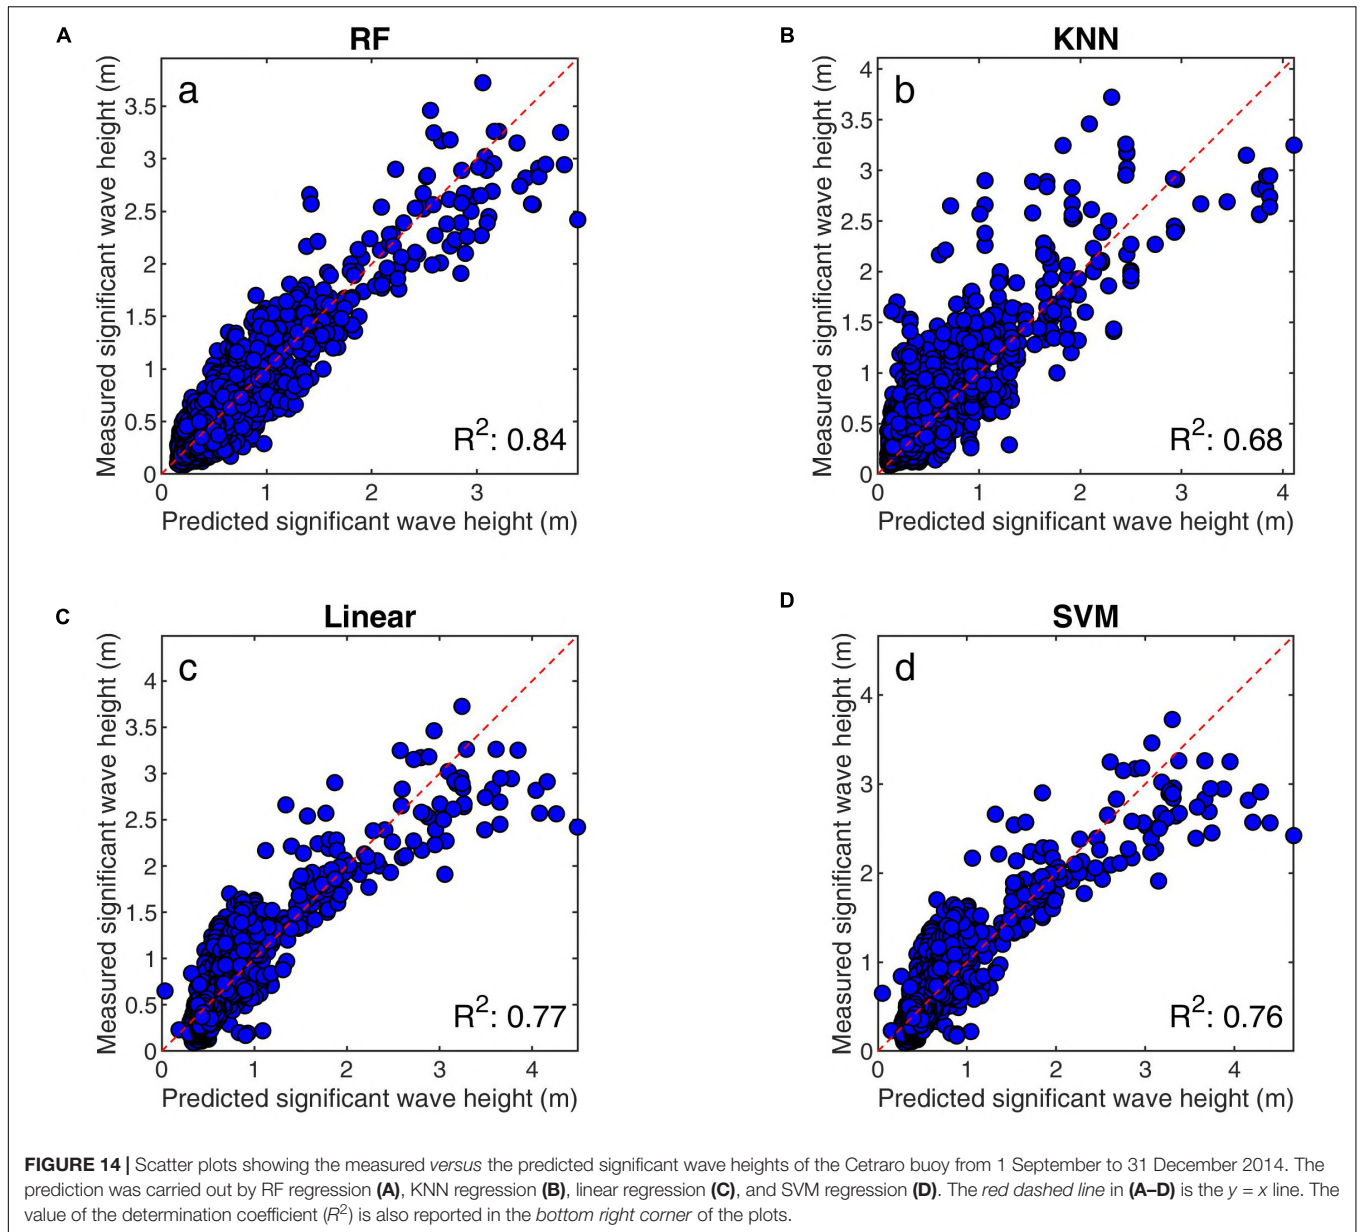 A
RF
a
Measured significant wave height (m)
3.5
3
2.5
2
1.5
1
0.5
0
R²: 0.84
0 1 2 3
Predicted significant wave height (m)
B
KNN
b
Measured significant wave height (m)
4
3.5
3
2.5
2
1.5
1
0.5
0
R²: 0.68
0 1 2 3 4
Predicted significant wave height (m)
C
Linear
c
Measured significant wave height (m)
4
3.5
3
2.5
2
1.5
1
0.5
0
R²: 0.77
0 1 2 3 4
Predicted significant wave height (m)
D
SVM
d
Measured significant wave height (m)
4
3
2
1
0
R²: 0.76
0 1 2 3 4
Predicted significant wave height (m)
FIGURE 14 | Scatter plots showing the measured versus the predicted significant wave heights of the Cetraro buoy from 1 September to 31 December 2014. The
prediction was carried out by RF regression (A), KNN regression (B), linear regression (C), and SVM regression (D). The red dashed line in (A–D) is the y = x line. The
value of the determination coefficient (R²) is also reported in the bottom right corner of the plots.